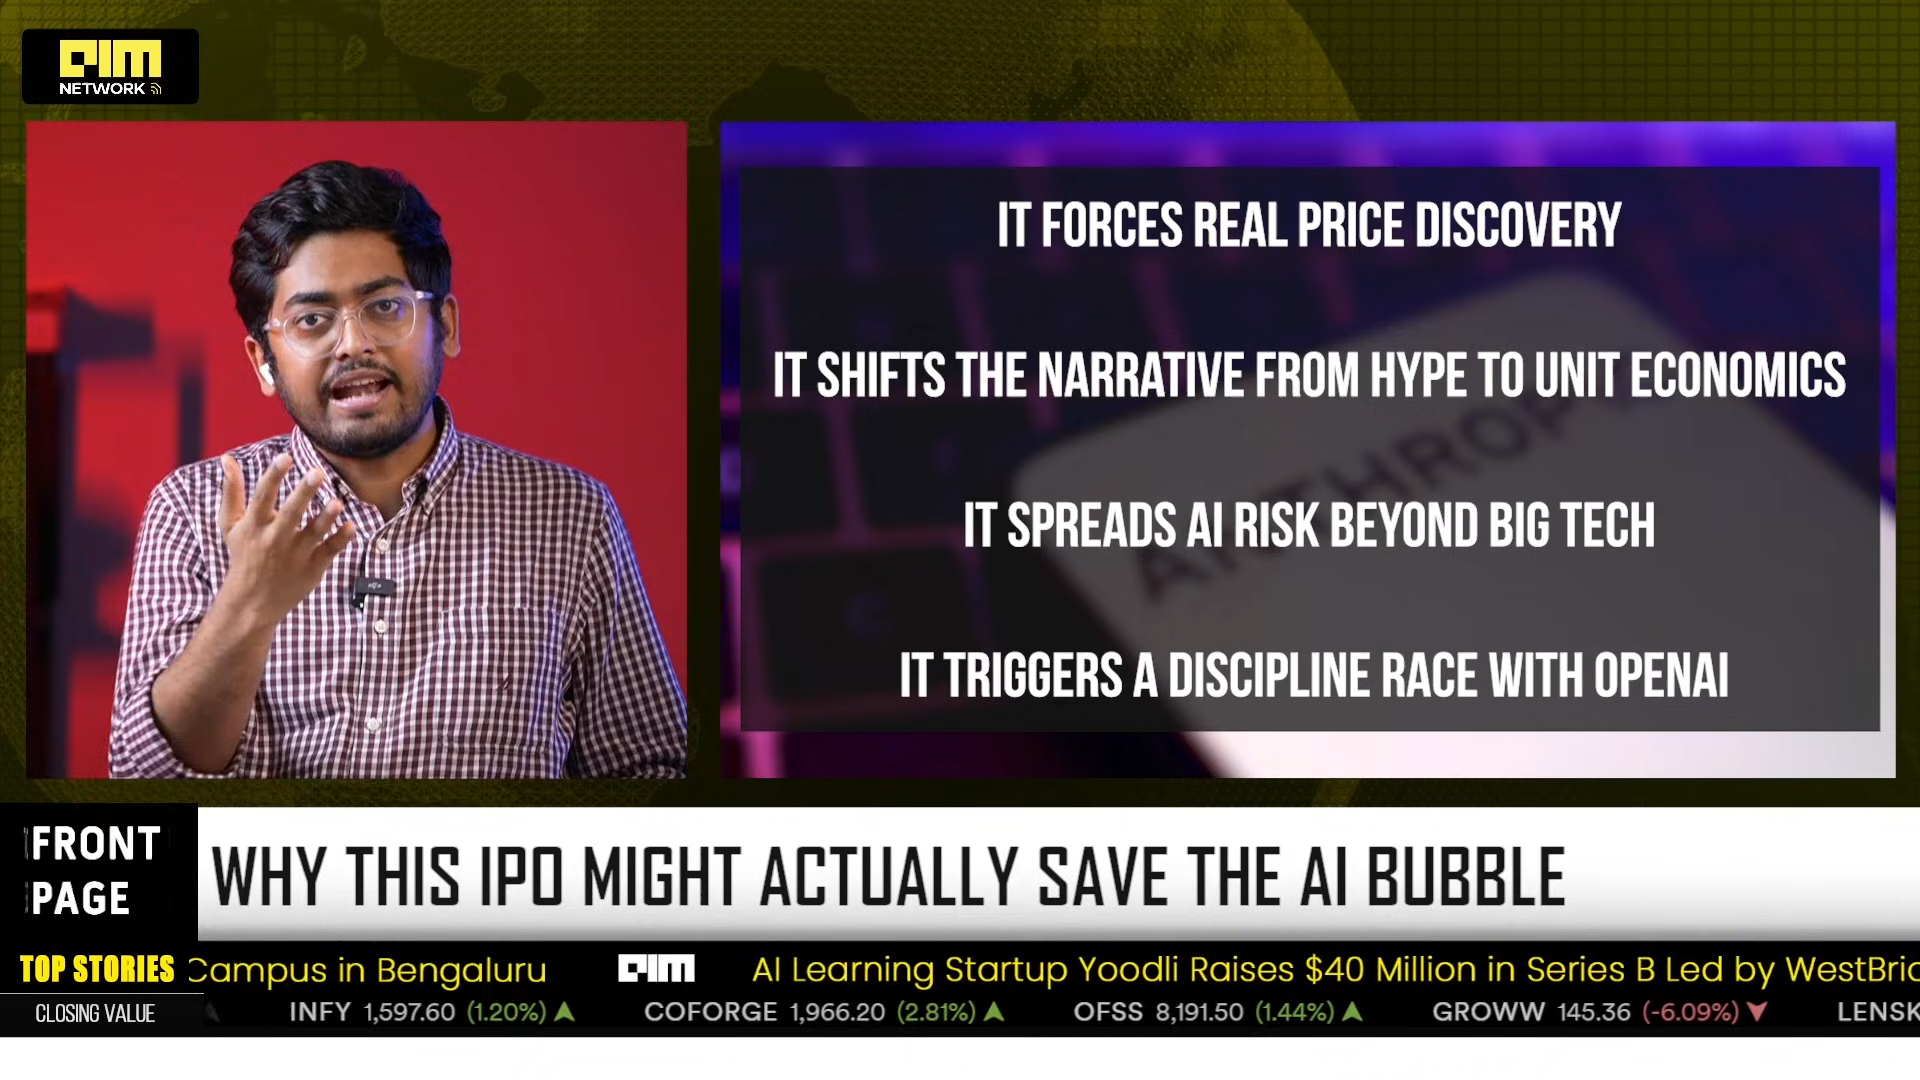 AIM
NETWORK
IT FORCES REAL PRICE DISCOVERY
IT SHIFTS THE NARRATIVE FROM HYPE TO UNIT ECONOMICS
IT SPREADS AI RISK BEYOND BIG TECH
IT TRIGGERS A DISCIPLINE RACE WITH OPENAI
ANTHROP
FRONT
PAGE
WHY THIS IPO MIGHT ACTUALLY SAVE THE AI BUBBLE
TOP STORIES Campus in Bengaluru AIM AI Learning Startup Yoodli Raises $40 Million in Series B Led by WestBri
CLOSING VALUE INFY 1,597.60 (1.20%) ▲ COFORGE 1,966.20 (2.81%) ▲ OFSS 8,191.50 (1.44%) ▲ GROWW 145.36 (-6.09%) ▼ LENSK